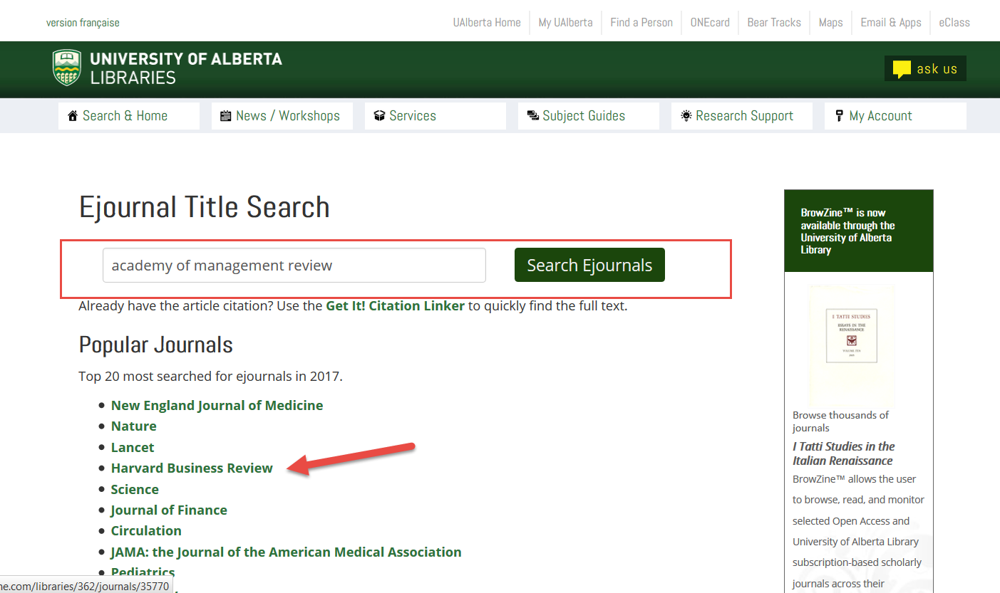 version française
UAlberta Home
My UAlberta
Find a Person
ONEcard
Bear Tracks
Maps
Email & Apps
eClass
UNIVERSITY OF ALBERTA
LIBRARIES
ask us
Search & Home
News / Workshops
Services
Subject Guides
Research Support
My Account
Ejournal Title Search
academy of management review
Search Ejournals
Already have the article citation? Use the Get It! Citation Linker to quickly find the full text.
Popular Journals
Top 20 most searched for ejournals in 2017.
New England Journal of Medicine
Nature
Lancet
Harvard Business Review
Science
Journal of Finance
Circulation
JAMA: the Journal of the American Medical Association
Pediatrics
ne.com/libraries/362/journals/35770
BrowZine™ is now
available through the
University of Alberta
Library
I TATTI STUDIES
ESSAYS IN THE
RENAISSANCE
Browse thousands of
journals
I Tatti Studies in the
Italian Renaissance
BrowZine™ allows the user
to browse, read, and monitor
selected Open Access and
University of Alberta Library
subscription-based scholarly
journals across their